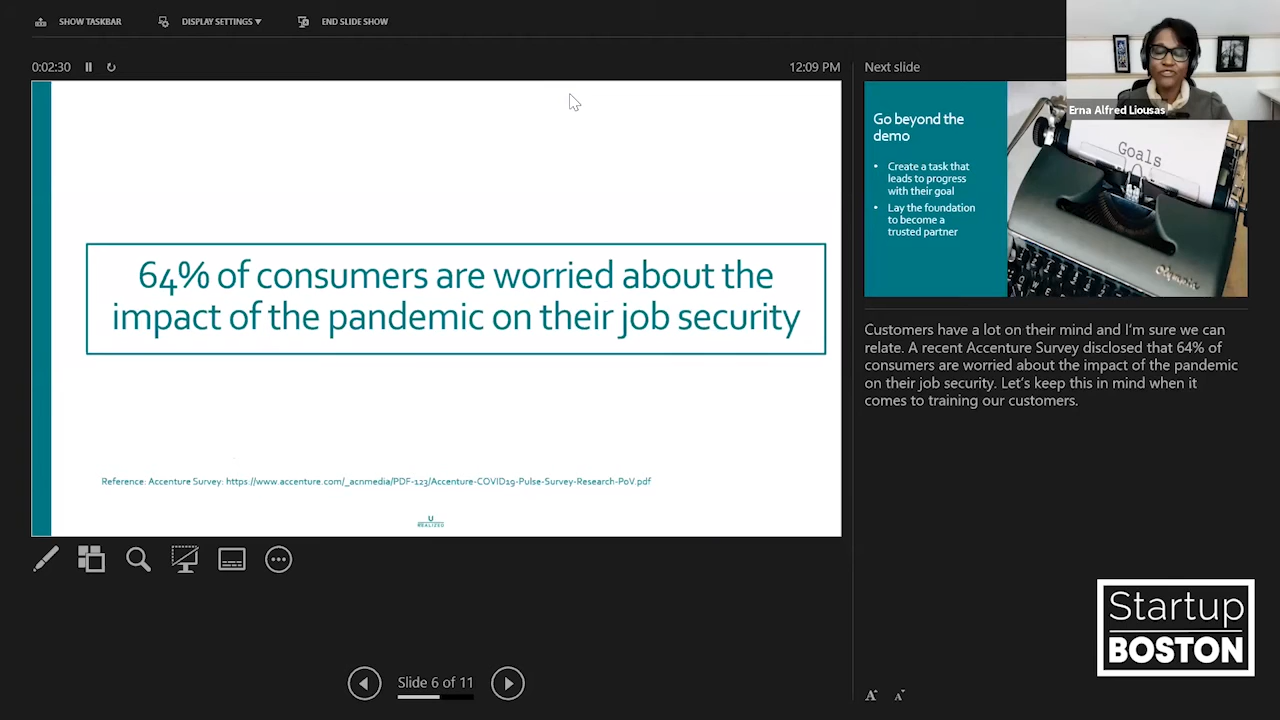 SHOW TASKBAR
DISPLAY SETTINGS
END SLIDE SHOW
0:02:30
12:09 PM
64% of consumers are worried about the
impact of the pandemic on their job security
Reference: Accenture Survey: https://www.accenture.com/_acnmedia/PDF-123/Accenture-COVID19-Pulse-Survey-Research-PoV.pdf
U
REALIZED
Slide 6 of 11
Next slide
Erna Alfred Liousas
Go beyond the
demo
• Create a task that
leads to progress
with their goal
• Lay the foundation
to become a
trusted partner
Goals
Olympia
Customers have a lot on their mind and I'm sure we can
relate. A recent Accenture Survey disclosed that 64% of
consumers are worried about the impact of the pandemic
on their job security. Let's keep this in mind when it
comes to training our customers.
Startup
BOSTON
A A